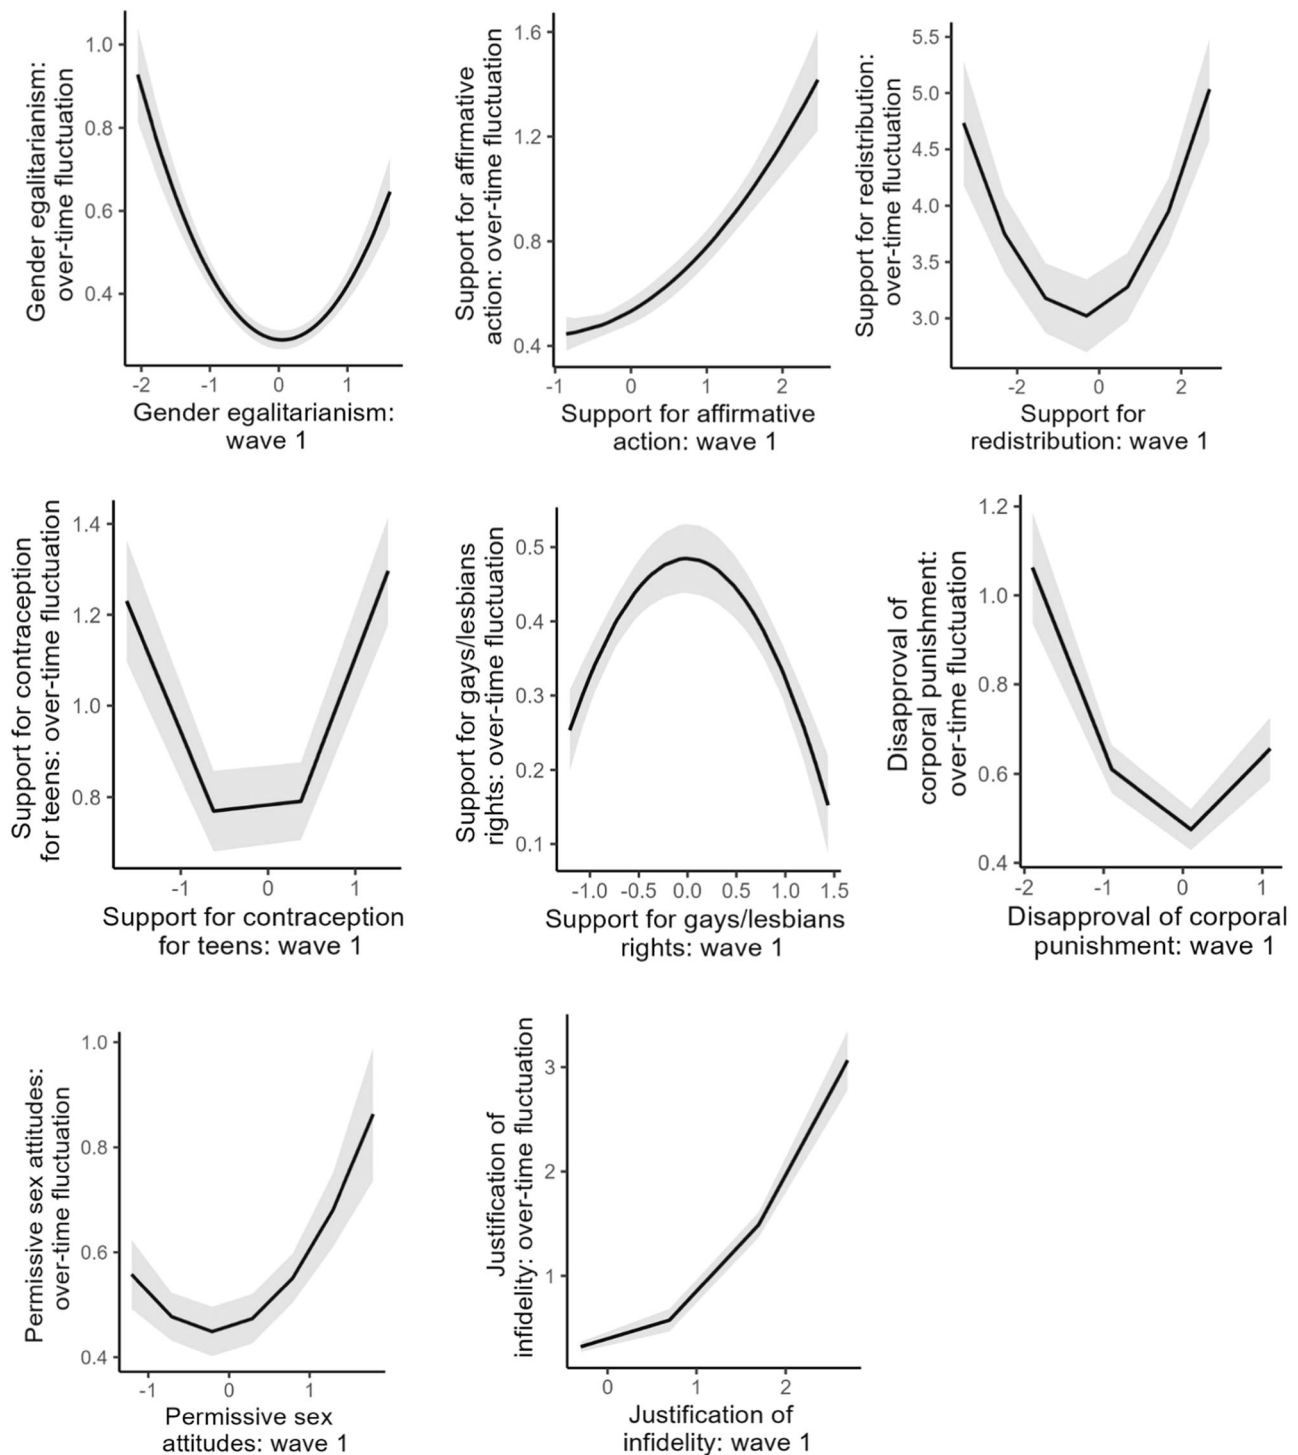 Gender egalitarianism:
over-time fluctuation
1.0
0.8
0.6
0.4
-2 -1 0 1
Gender egalitarianism:
wave 1
Support for affirmative
action: over-time fluctuation
1.6
1.2
0.8
0.4
-1 0 1 2
Support for affirmative
action: wave 1
Support for redistribution:
over-time fluctuation
5.5
5.0
4.5
4.0
3.5
3.0
-2 0 2
Support for
redistribution: wave 1
Support for contraception
for teens: over-time fluctuation
1.4
1.2
1.0
0.8
-1 0 1
Support for contraception
for teens: wave 1
Support for gays/lesbians
rights: over-time fluctuation
0.5
0.4
0.3
0.2
0.1
-1.0 -0.5 0.0 0.5 1.0 1.5
Support for gays/lesbians
rights: wave 1
Disapproval of
corporal punishment:
over-time fluctuation
1.2
1.0
0.8
0.6
0.4
-2 -1 0 1
Disapproval of corporal
punishment: wave 1
Permissive sex attitudes:
over-time fluctuation
1.0
0.8
0.6
0.4
-1 0 1
Permissive sex
attitudes: wave 1
Justification of
infidelity: over-time fluctuation
3
2
1
0 1 2
Justification of
infidelity: wave 1